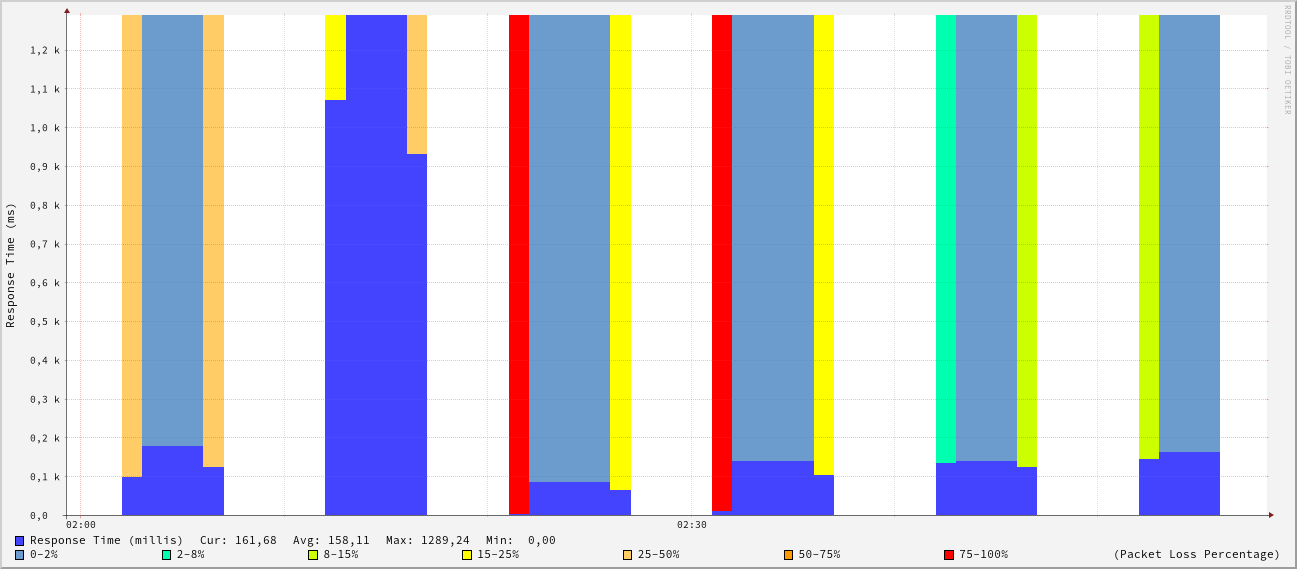 RRDTOOL / TOBI OETIKER
Response Time (ms)
1,2 k
1,1 k
1,0 k
0,9 k
0,8 k
0,7 k
0,6 k
0,5 k
0,4 k
0,3 k
0,2 k
0,1 k
0,0
02:00 02:30
Response Time (millis) Cur: 161,68 Avg: 158,11 Max: 1289,24 Min: 0,00
0-2% 2-8% 8-15% 15-25% 25-50% 50-75% 75-100% (Packet Loss Percentage)